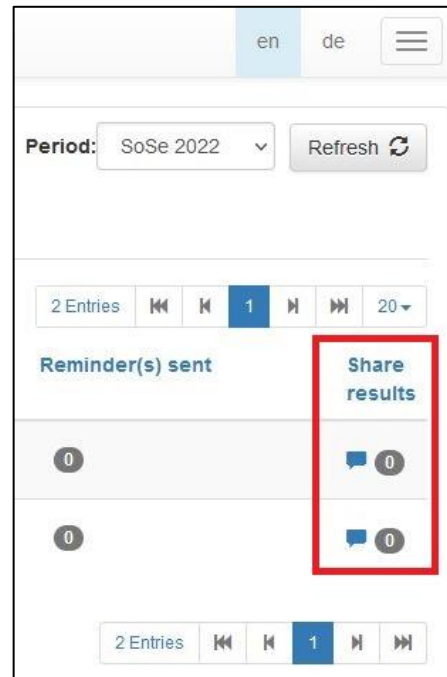 en de
Period: SoSe 2022 Refresh
2 Entries 1 20
Reminder(s) sent Share
results
0 0
0 0
2 Entries 1